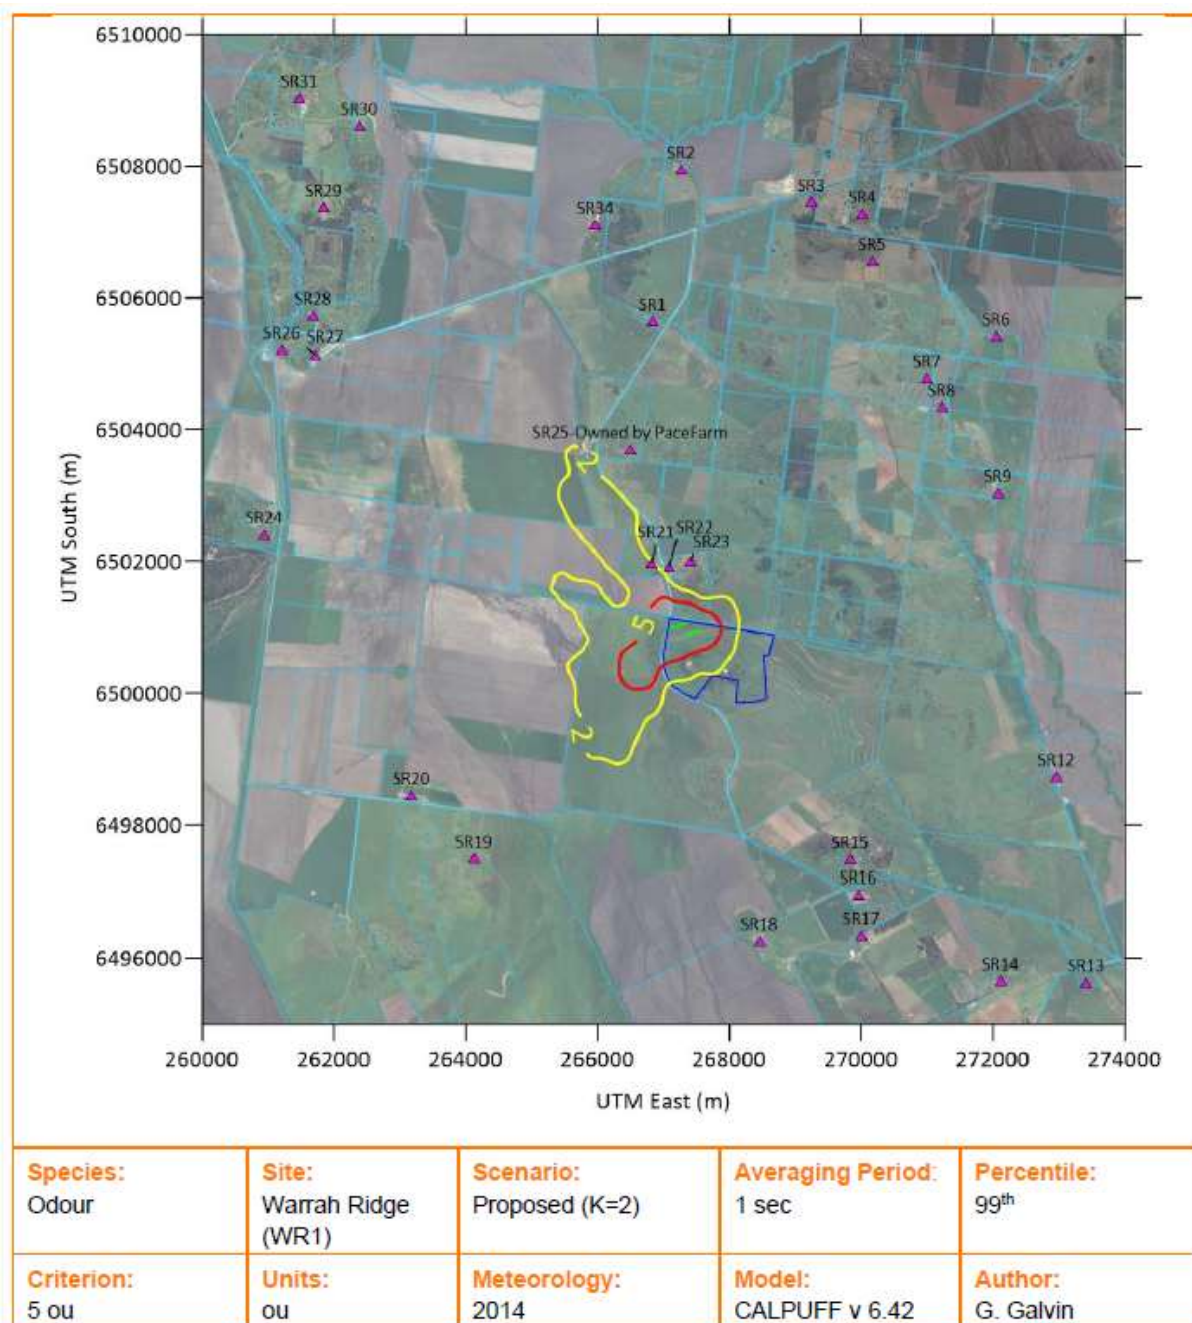 6510000
SR31
SR30
6508000
SR2
SR29
SR3
SR4
SR34
SR5
6506000
SR28
SR1
SR26
SR27
SR6
SR7
SR8
6504000
SR25-Owned by PaceFarm
2
SR9
UTM South (m)
SR24
SR21
SR22
SR23
6502000
5
6500000
2
SR12
SR20
6498000
SR19
SR15
SR16
SR18
SR17
6496000
SR14
SR13
260000 262000 264000 266000 268000 270000 272000 274000
UTM East (m)
Species: Site: Scenario: Averaging Period: Percentile:
Odour Warrah Ridge Proposed (K=2) 1 sec 99th
(WR1)
Criterion: Units: Meteorology: Model: Author:
5 ou ou 2014 CALPUFF v 6.42 G. Galvin